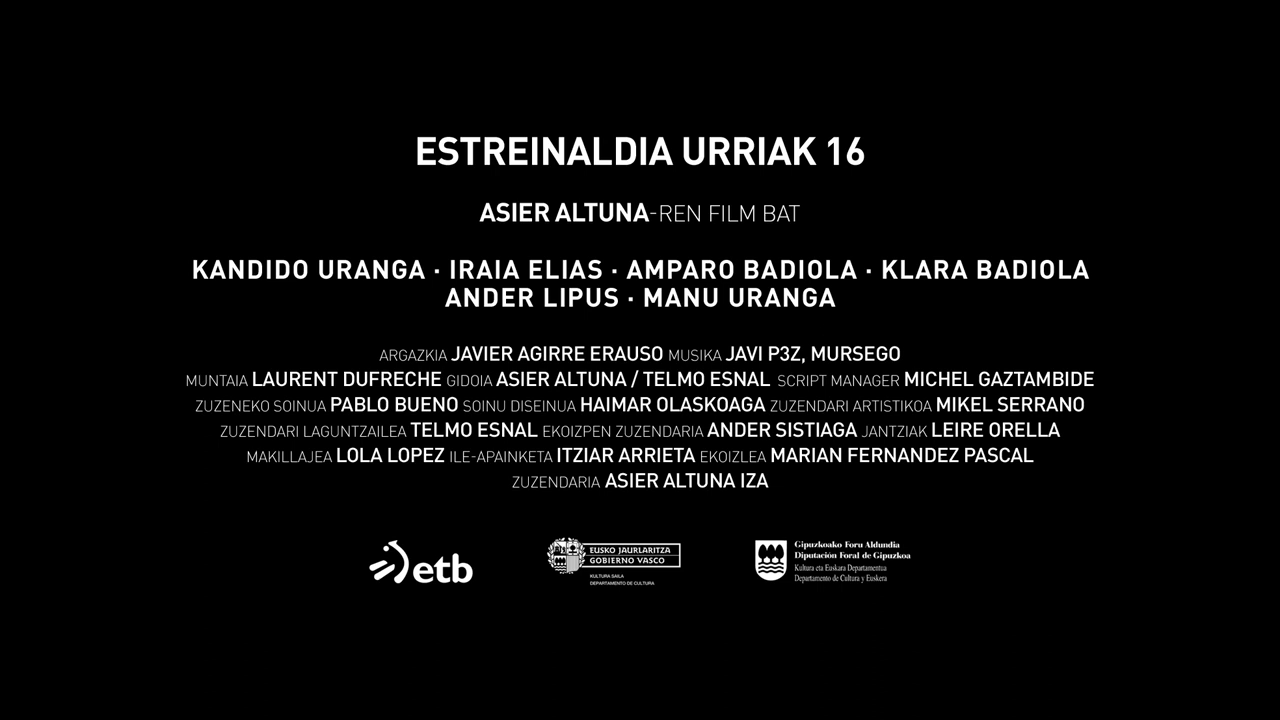 ESTREINALDIA URRIAK 16
ASIER ALTUNA-REN FILM BAT
KANDIDO URANGA · IRAIA ELIAS · AMPARO BADIOLA · KLARA BADIOLA
ANDER LIPUS · MANU URANGA
ARGAZKIA JAVIER AGIRRE ERAUSO MUSIKA JAVI P3Z, MURSEGO
MUNTAIA LAURENT DUFRECHE GIDOIA ASIER ALTUNA / TELMO ESNAL SCRIPT MANAGER MICHEL GAZTAMBIDE
ZUZENEKO SOINUA PABLO BUENO SOINU DISEINUA HAIMAR OLASKOAGA ZUZENDARI ARTISTIKOA MIKEL SERRANO
ZUZENDARI LAGUNTZAILEA TELMO ESNAL EKOIZPEN ZUZENDARIA ANDER SISTIAGA JANTZIAK LEIRE ORELLA
MAKILLAJEA LOLA LOPEZ ILE-APAINKETA ITZIAR ARRIETA EKOIZLEA MARIAN FERNANDEZ PASCAL
ZUZENDARIA ASIER ALTUNA IZA
etb
EUSKO JAURLARITZA
GOBIERNO VASCO
KULTURA SAILA
DEPARTAMENTO DE CULTURA
Gipuzkoako Foru Aldundia
Diputación Foral de Gipuzkoa
Kultura eta Euskara Departamentua
Departamento de Cultura y Euskera